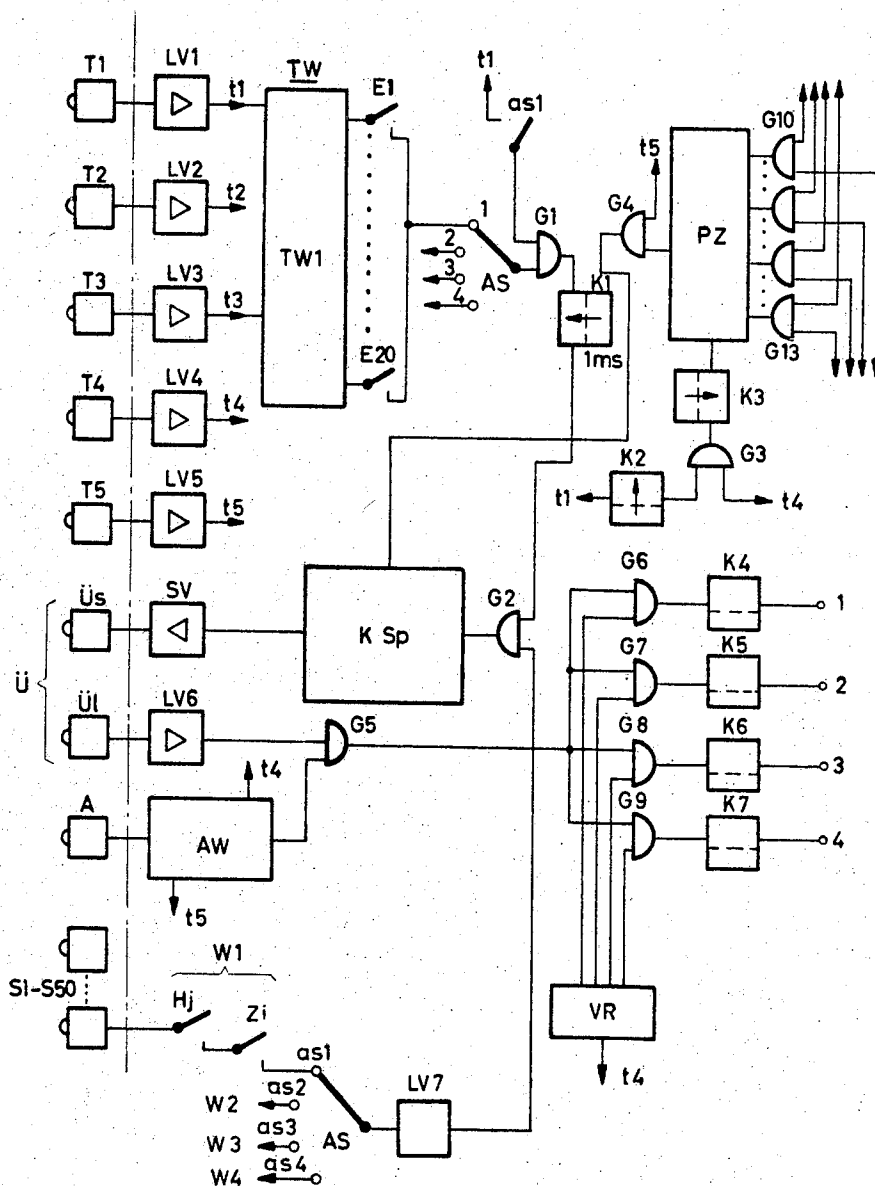 T1 LV1 t1 TW E1 t1 as1
T2 LV2 t2 TW1 1 2 3 4 AS G1 G4 t5 PZ G10
T3 LV3 t3 K1 1ms G13
E20 K3
T4 LV4 t4 G3
K2 t1 t4
T5 LV5 t5
Üs SV K Sp G2 G6 K4 1
Ü G7 K5 2
Ül LV6 G5 G8 K6 3
t4 G9 K7 4
A AW
t5
S1-S50 W1
Hj Zi VR
as1 LV7 t4
W2 as2
W3 as3 AS
W4 as4